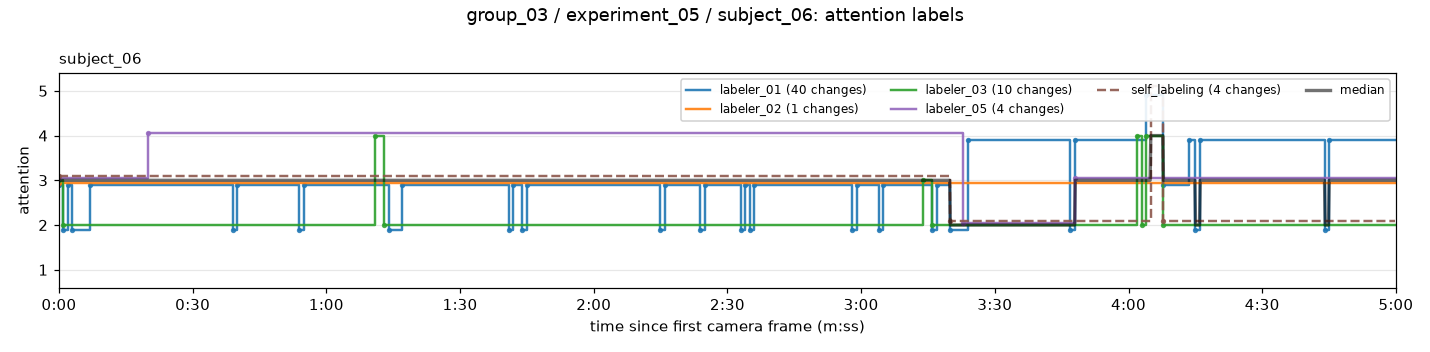 group_03 / experiment_05 / subject_06: attention labels
subject_06
labeler_01 (40 changes)
labeler_02 (1 changes)
labeler_03 (10 changes)
labeler_05 (4 changes)
self_labeling (4 changes)
median
attention
5
4
3
2
1
0:00 0:30 1:00 1:30 2:00 2:30 3:00 3:30 4:00 4:30 5:00
time since first camera frame (m:ss)